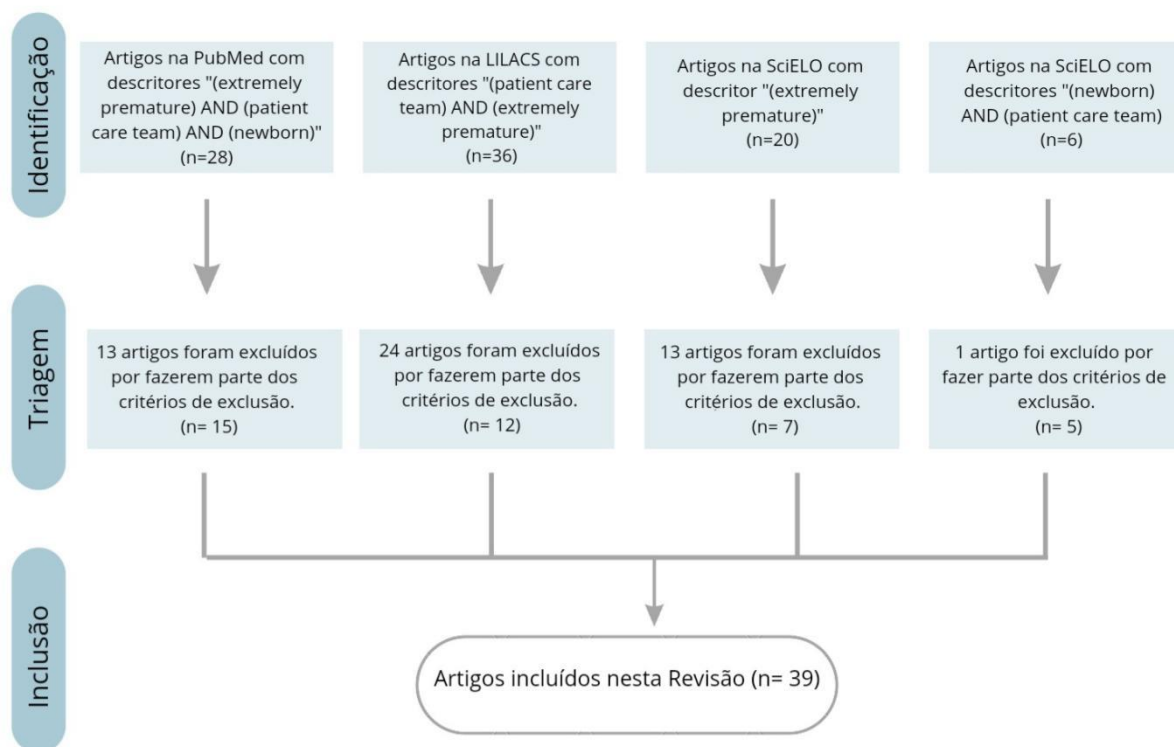 Identificação
Artigos na PubMed com
descritores "(extremely
premature) AND (patient
care team) AND (newborn)"
(n=28)
Artigos na LILACS com
descritores "(patient care
team) AND (extremely
premature)"
(n=36)
Artigos na SciELO com
descritor "(extremely
premature)"
(n=20)
Artigos na SciELO com
descritores "(newborn)
AND (patient care team)
(n=6)
Triagem
13 artigos foram excluídos
por fazerem parte dos
critérios de exclusão.
(n= 15)
24 artigos foram excluídos
por fazerem parte dos
critérios de exclusão.
(n= 12)
13 artigos foram excluídos
por fazerem parte dos
critérios de exclusão.
(n= 7)
1 artigo foi excluído por
fazer parte dos critérios de
exclusão.
(n= 5)
Inclusão
Artigos incluídos nesta Revisão (n= 39)